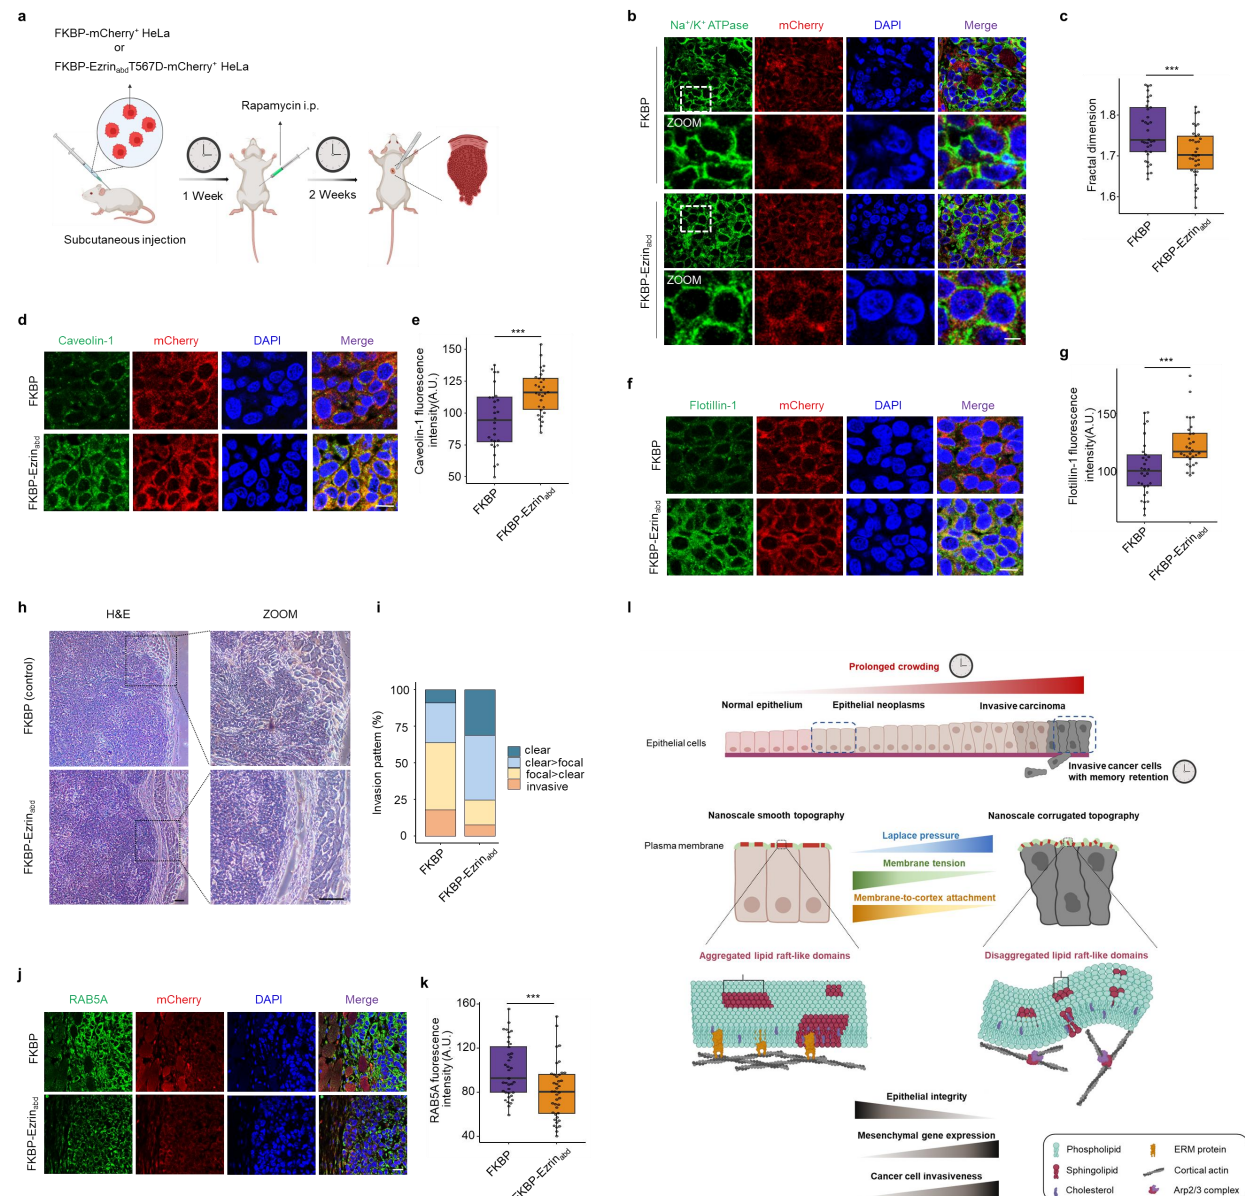 a
FKBP-mCherry⁺ HeLa
or
FKBP-EzrinabdT567D-mCherry⁺ HeLa
Rapamycin i.p.
1 Week
2 Weeks
Subcutaneous injection
b
Na⁺/K⁺ ATPase
mCherry
DAPI
Merge
FKBP
ZOOM
FKBP-Ezrinabd
ZOOM
c
***
Fractal dimension
1.8
1.7
1.6
FKBP
FKBP-Ezrinabd
d
Caveolin-1
mCherry
DAPI
Merge
FKBP
FKBP-Ezrinabd
e
***
Caveolin-1 fluorescence
intensity(A.U.)
150
125
100
75
50
FKBP
FKBP-Ezrinabd
f
Flotillin-1
mCherry
DAPI
Merge
FKBP
FKBP-Ezrinabd
g
***
Flotillin-1 fluorescence
intensity(A.U.)
150
100
FKBP
FKBP-Ezrinabd
h
H&E
ZOOM
FKBP (control)
FKBP-Ezrinabd
i
Invasion pattem (%)
100
75
50
25
0
FKBP
FKBP-Ezrinabd
clear
clear>focal
focal>clear
invasive
j
RAB5A
mCherry
DAPI
Merge
FKBP
FKBP-Ezrinabd
k
***
RAB5A fuorescence
intensity (A.U.)
160
120
80
40
FKBP
FKBP-Ezrinabd
l
Prolonged crowding
Normal epithelium
Epithelial neoplasms
Invasive carcinoma
Epithelial cells
Invasive cancer cells
with memory retention
Nanoscale smooth topography
Nanoscale corrugated topography
Plasma membrane
Laplace pressure
Membrane tension
Membrane-to-cortex attachment
Aggregated lipid raft-like domains
Disaggregated lipid raft-like domains
Epithelial integrity
Mesenchymal gene expression
Cancer cell invasiveness
Phospholipid
ERM protein
Sphingolipid
Cortical actin
Cholesterol
Arp2/3 complex